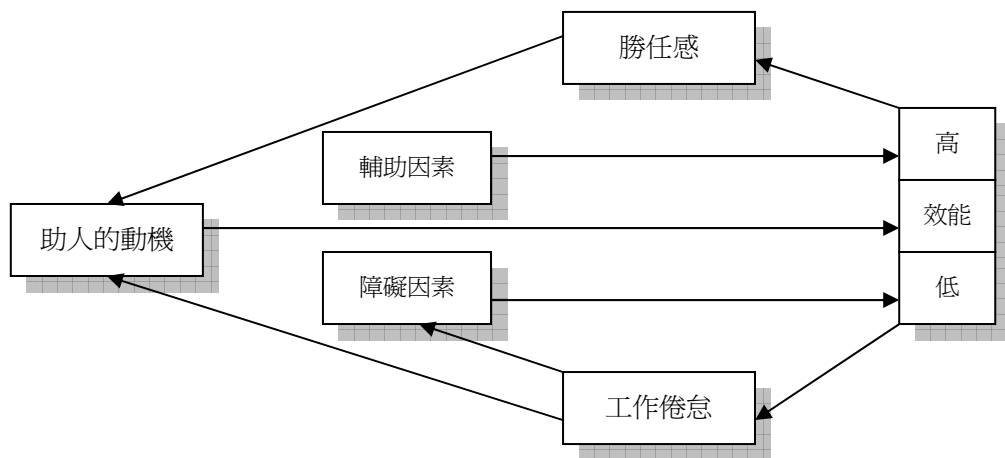 勝任感
高
輔助因素
效能
助人的動機
障礙因素
低
工作倦怠